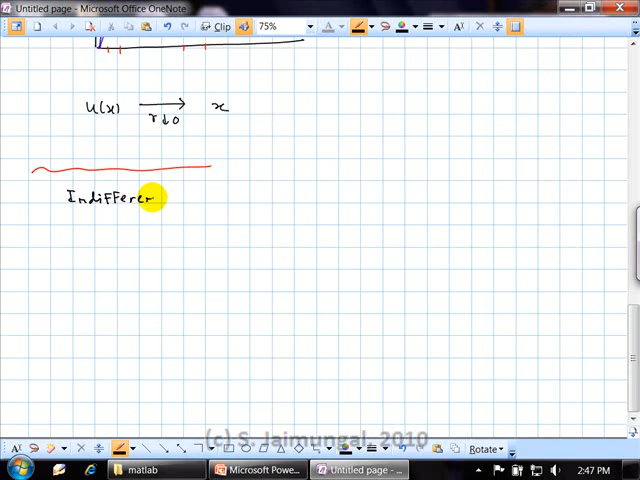 Untitled page - Microsoft Office OneNote
Clip 75%
u(x) ⟶ x
r↓0
Indifferen
(c) S. Jaimungal, 2010
Rotate
matlab Microsoft Powe... Untitled page - ... 2:47 PM